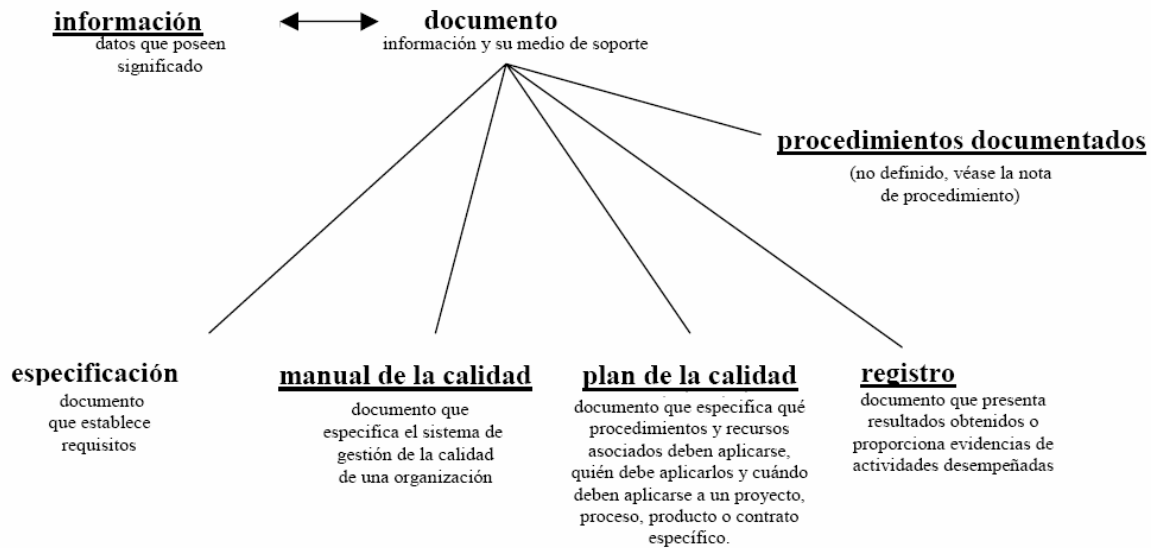 información
datos que poseen
significado
documento
información y su medio de soporte
procedimientos documentados
(no definido, véase la nota
de procedimiento)
especificación
documento
que establece
requisitos
manual de la calidad
documento que
especifica el sistema de
gestión de la calidad
de una organización
plan de la calidad
documento que especifica qué
procedimientos y recursos
asociados deben aplicarse,
quién debe aplicarlos y cuándo
deben aplicarse a un proyecto,
proceso, producto o contrato
específico.
registro
documento que presenta
resultados obtenidos o
proporciona evidencias de
actividades desempeñadas